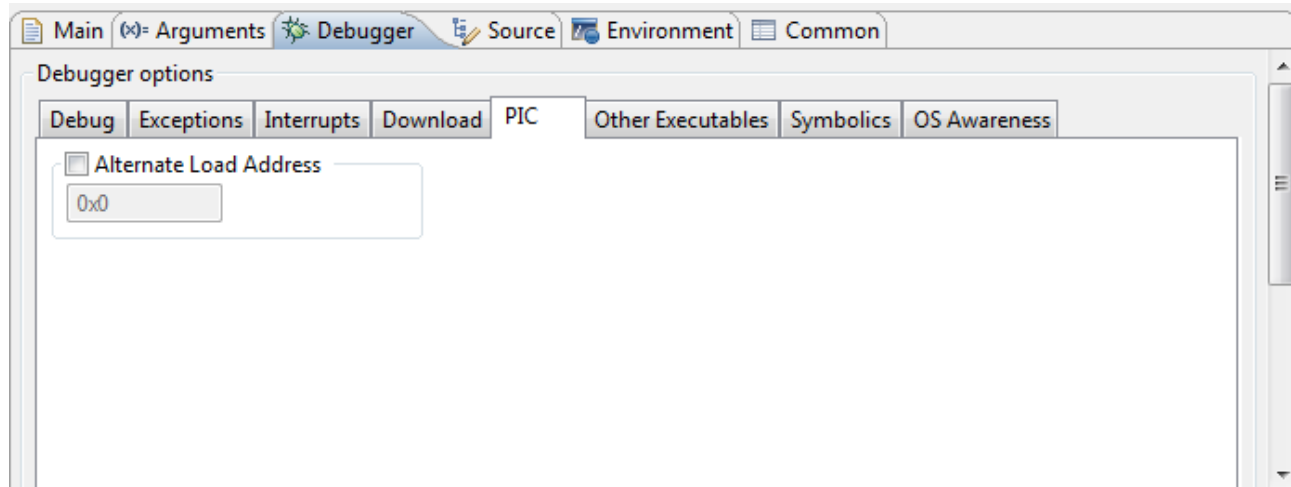 Main (x)= Arguments Debugger Source Environment Common
Debugger options
Debug Exceptions Interrupts Download PIC Other Executables Symbolics OS Awareness
Alternate Load Address
0x0